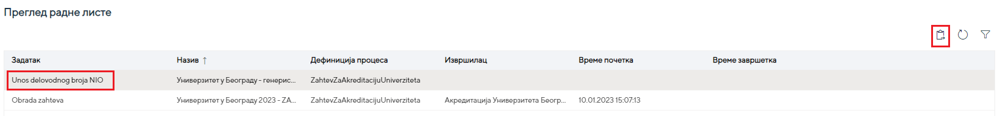 Преглед радне листе
Задатак Назив Дефиниција процеса Извршилац Време почетка Време завршетка
Unos delovodnog broja NIO Универзитет у Београду - генерис... ZahtevZaAkreditacijuUniverziteta
Obrada zahteva Универзитет у Београду 2023 - ZA... ZahtevZaAkreditacijuUniverziteta Акредитација Универзитета Беогр... 10.01.2023 15:07:13